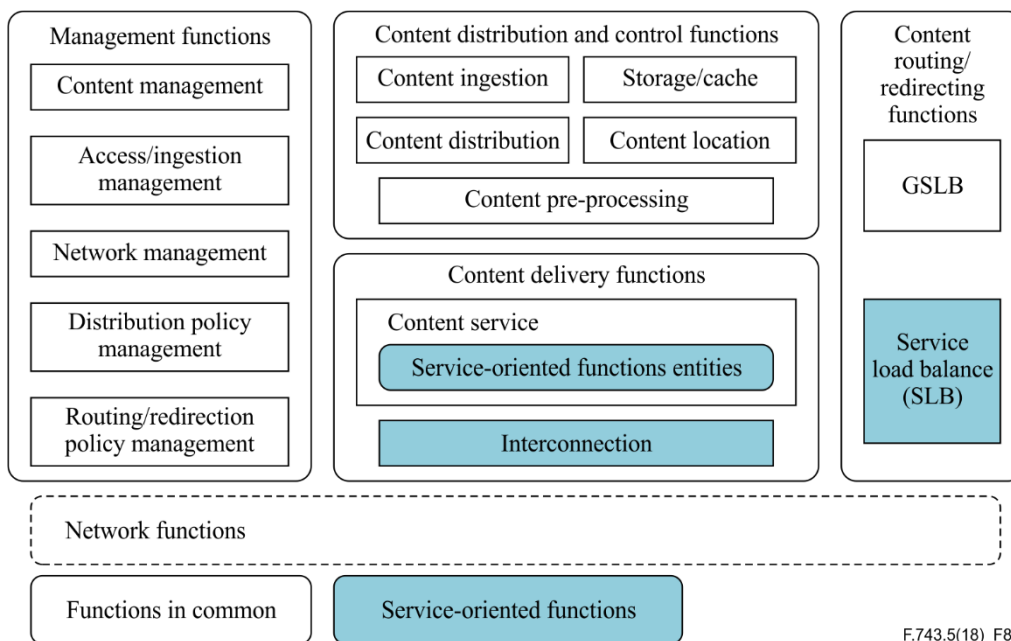 Management functions
Content management
Access/ingestion
management
Network management
Distribution policy
management
Routing/redirection
policy management
Content distribution and control functions
Content ingestion
Storage/cache
Content distribution
Content location
Content pre-processing
Content delivery functions
Content service
Service-oriented functions entities
Interconnection
Content
routing/
redirecting
functions
GSLB
Service
load balance
(SLB)
Network functions
Functions in common
Service-oriented functions
F.743.5(18)_F8